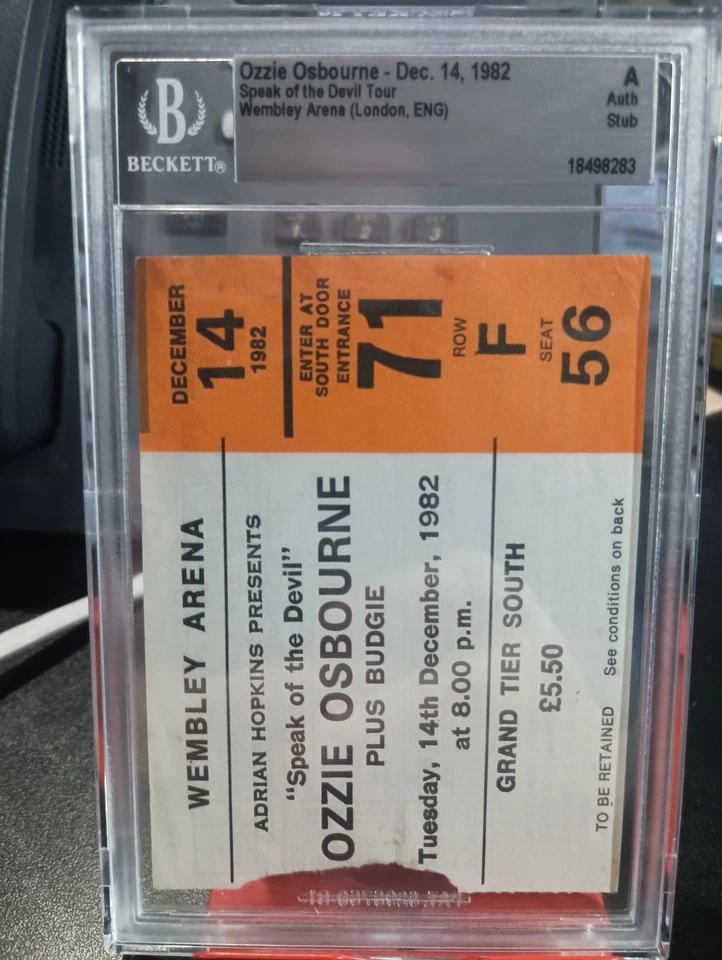 B
BECKETT®
Ozzie Osbourne - Dec. 14, 1982
Speak of the Devil Tour
Wembley Arena (London, ENG)
A
Auth
Stub
18498283
1
2
3
DECEMBER
14
1982
ENTER AT
SOUTH DOOR
ENTRANCE
71
ROW
F
SEAT
56
WEMBLEY ARENA
ADRIAN HOPKINS PRESENTS
"Speak of the Devil"
OZZIE OSBOURNE
PLUS BUDGIE
Tuesday, 14th December, 1982
at 8.00 p.m.
GRAND TIER SOUTH
£5.50
TO BE RETAINED See conditions on back